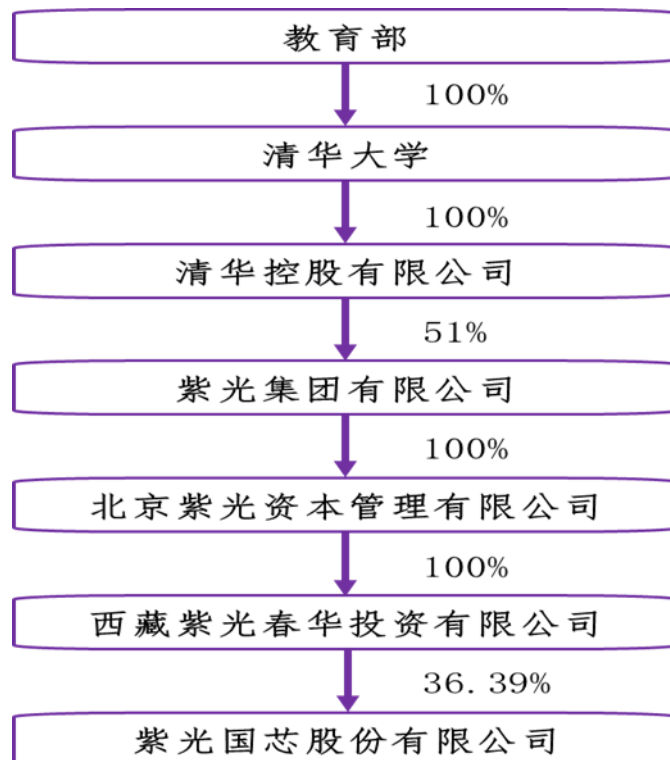 教育部
100%
清华大学
100%
清华控股有限公司
51%
紫光集团有限公司
100%
北京紫光资本管理有限公司
100%
西藏紫光春华投资有限公司
36.39%
紫光国芯股份有限公司